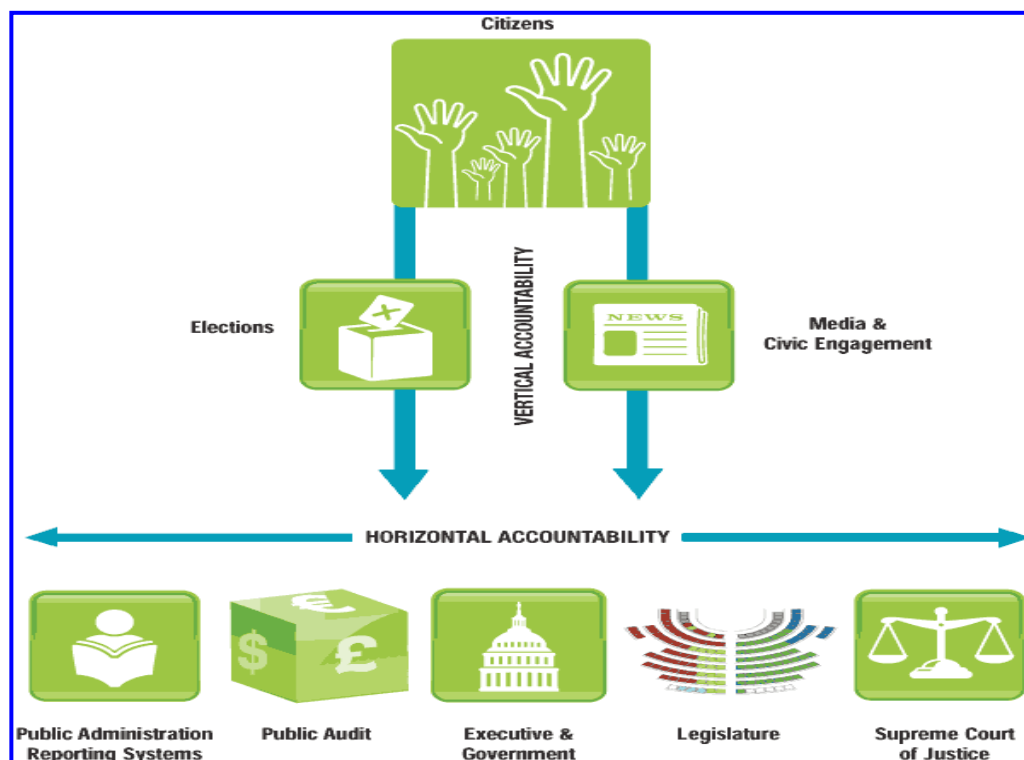 Citizens
VERTICAL ACCOUNTABILITY
Elections
NEWS
Media &
Civic Engagement
HORIZONTAL ACCOUNTABILITY
$
€
£
Public Administration
Reporting Systems
Public Audit
Executive &
Government
Legislature
Supreme Court
of Justice